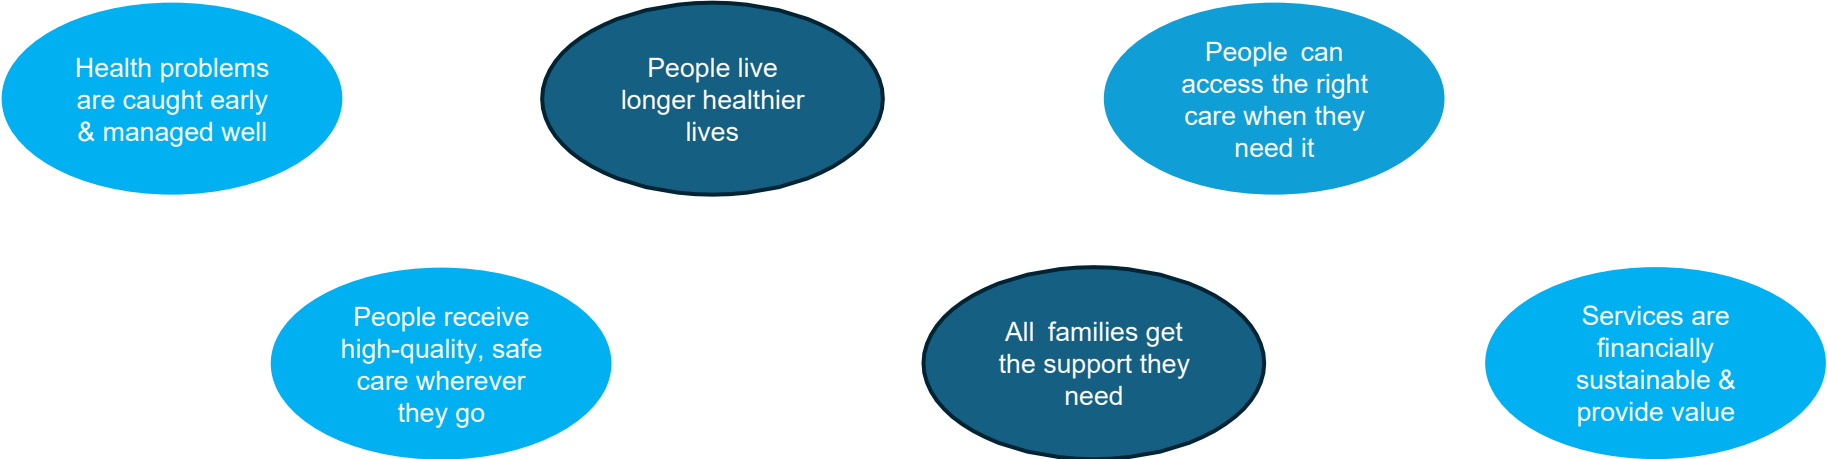 Health problems
are caught early
& managed well
People live
longer healthier
lives
People  can
access the right
care when they
need it
People receive
high-quality, safe
care wherever
they go
All  families get
the support they
need
Services are
financially
sustainable &
provide value